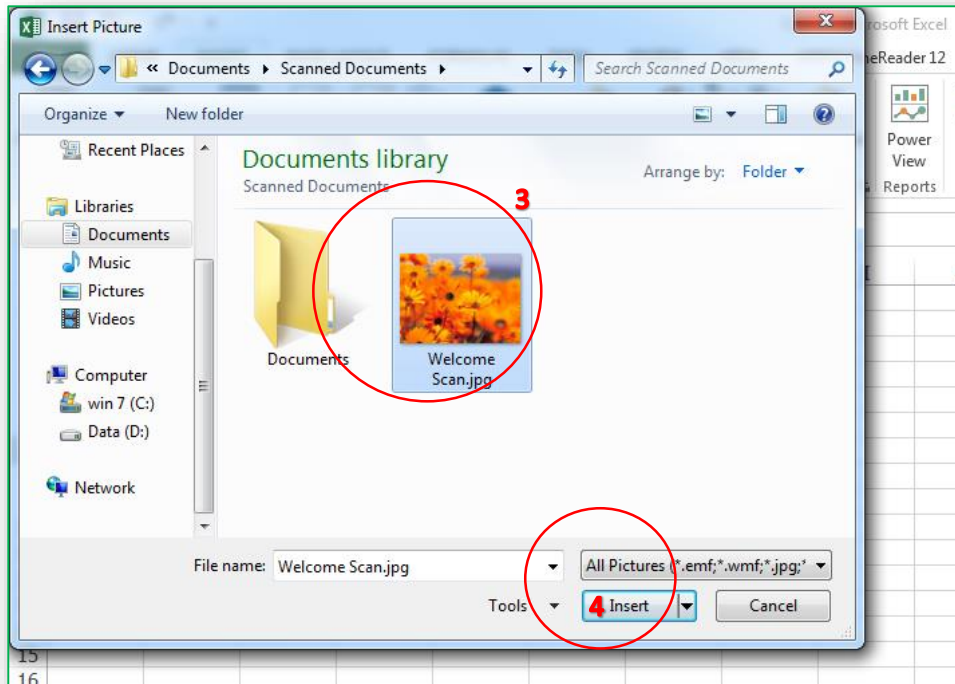 Insert Picture
rosoft Excel
« Documents Scanned Documents
Search Scanned Documents
neReader 12
Organize
New folder
Power
View
Reports
Recent Places
Libraries
Documents
Music
Pictures
Videos
Computer
win 7 (C:)
Data (D:)
Network
Documents library
Scanned Documents
Arrange by: Folder
3
Documents
Welcome
Scan.jpg
File name: Welcome Scan.jpg
All Pictures (*.emf;*.wmf;*.jpg;*
Tools
4 Insert
Cancel
15
16